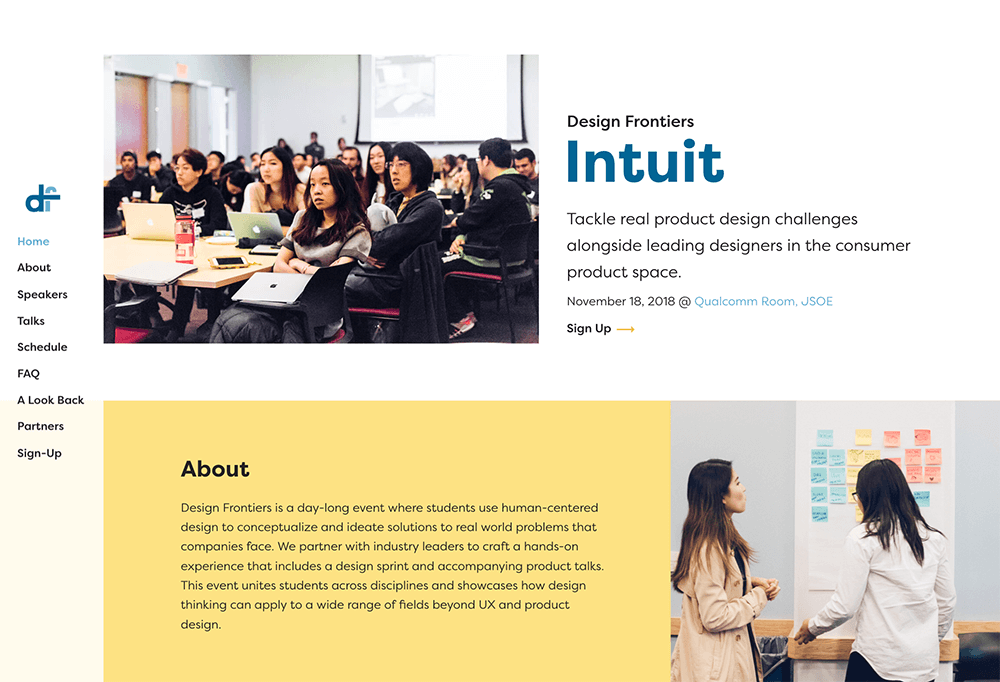 df
Home
About
Speakers
Talks
Schedule
FAQ
A Look Back
Partners
Sign-Up
Design Frontiers
Intuit
Tackle real product design challenges
alongside leading designers in the consumer
product space.
November 18, 2018 @ Qualcomm Room, JSOE
Sign Up ⟶
About
Design Frontiers is a day-long event where students use human-centered
design to conceptualize and ideate solutions to real world problems that
companies face. We partner with industry leaders to craft a hands-on
experience that includes a design sprint and accompanying product talks.
This event unites students across disciplines and showcases how design
thinking can apply to a wide range of fields beyond UX and product
design.